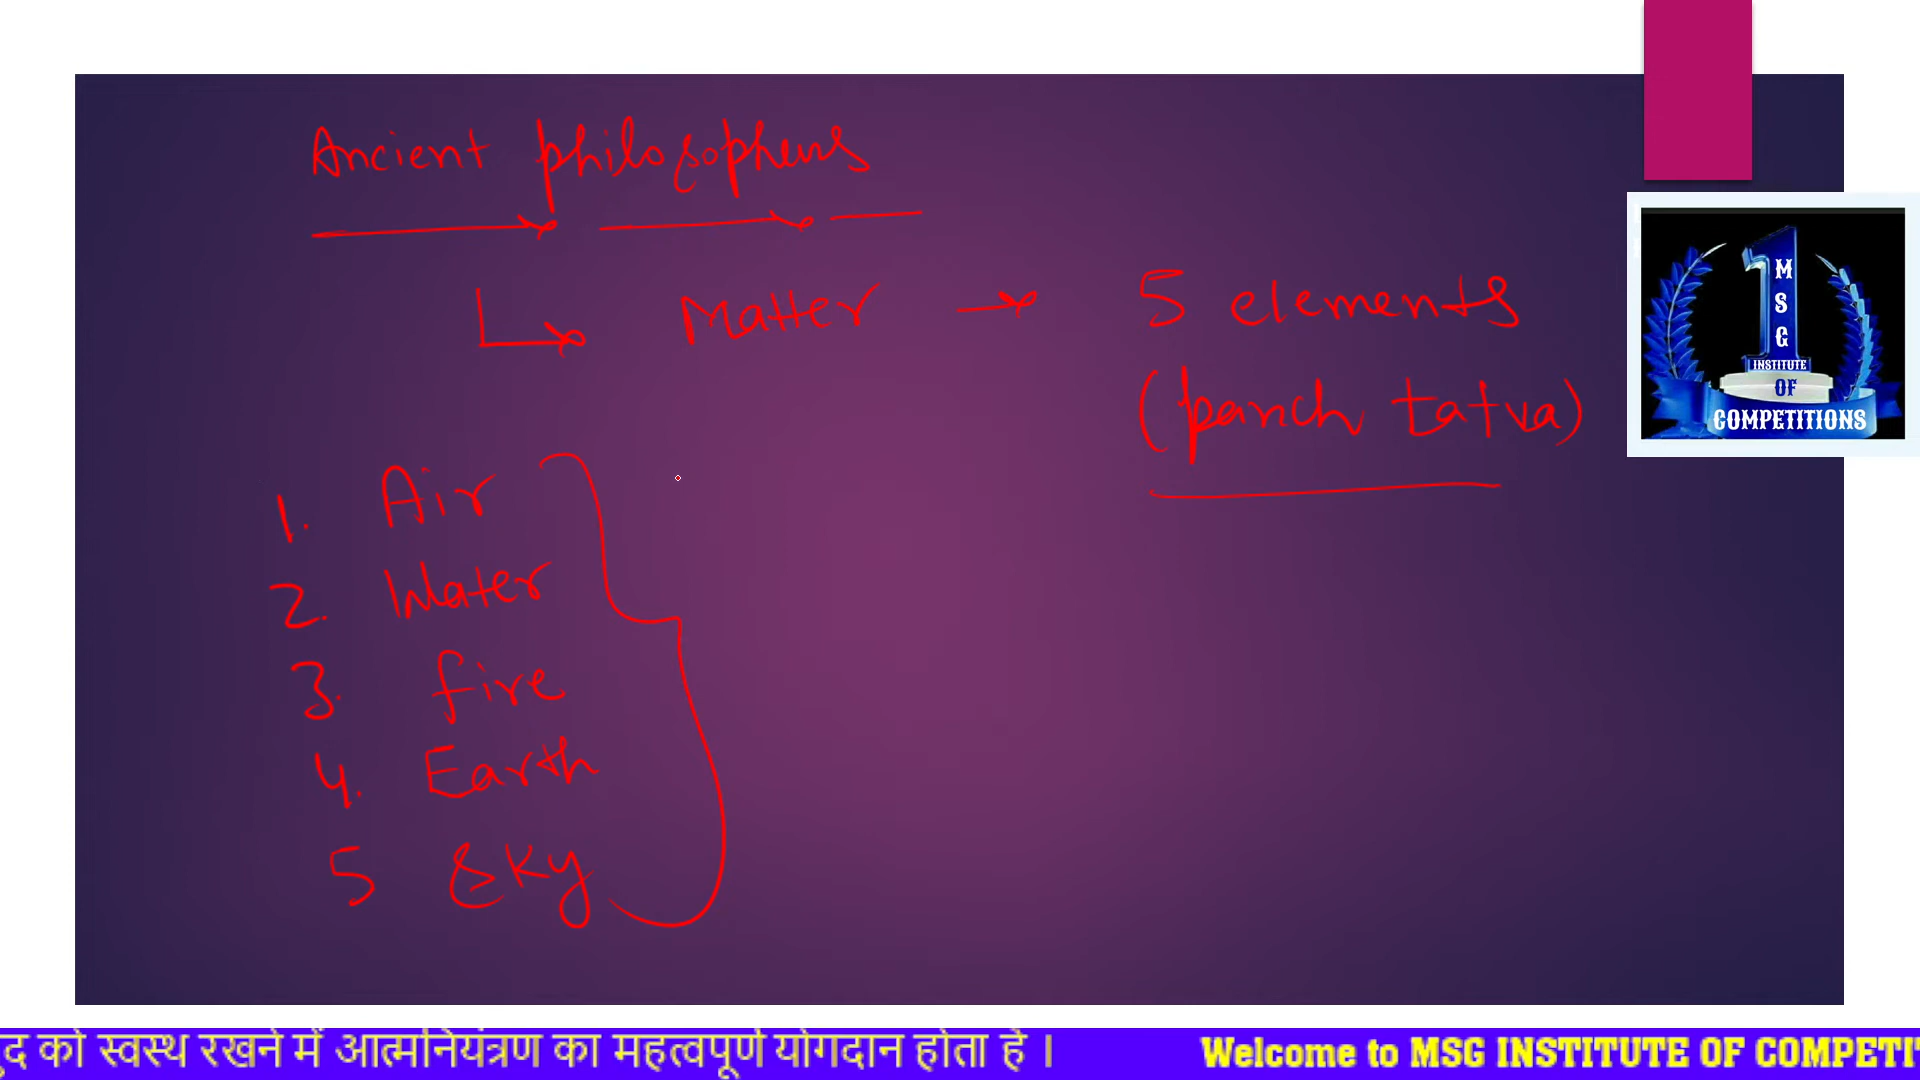 Ancient philosophers
Matter → 5 elements
(panch tatva)
1. Air
2. Water
3. fire
4. Earth
5 Sky
M
S
G
INSTITUTE
OF
COMPETITIONS
को स्वस्थ रखने में आत्मनियंत्रण का महत्वपूर्ण योगदान होता है ।
Welcome to MSG INSTITUTE OF COMPETI